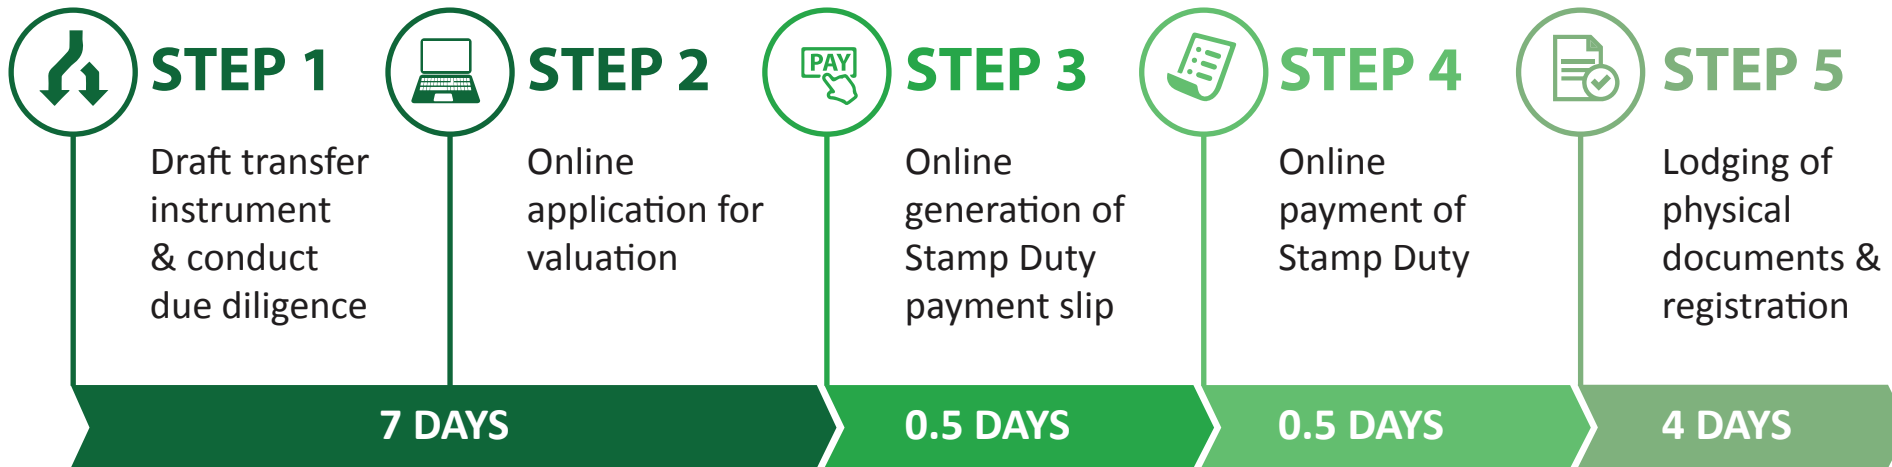 STEP 1
Draft transfer
instrument
& conduct
due diligence
STEP 2
Online
application for
valuation
PAY
STEP 3
Online
generation of
Stamp Duty
payment slip
STEP 4
Online
payment of
Stamp Duty
STEP 5
Lodging of
physical
documents &
registration
7 DAYS
0.5 DAYS
0.5 DAYS
4 DAYS